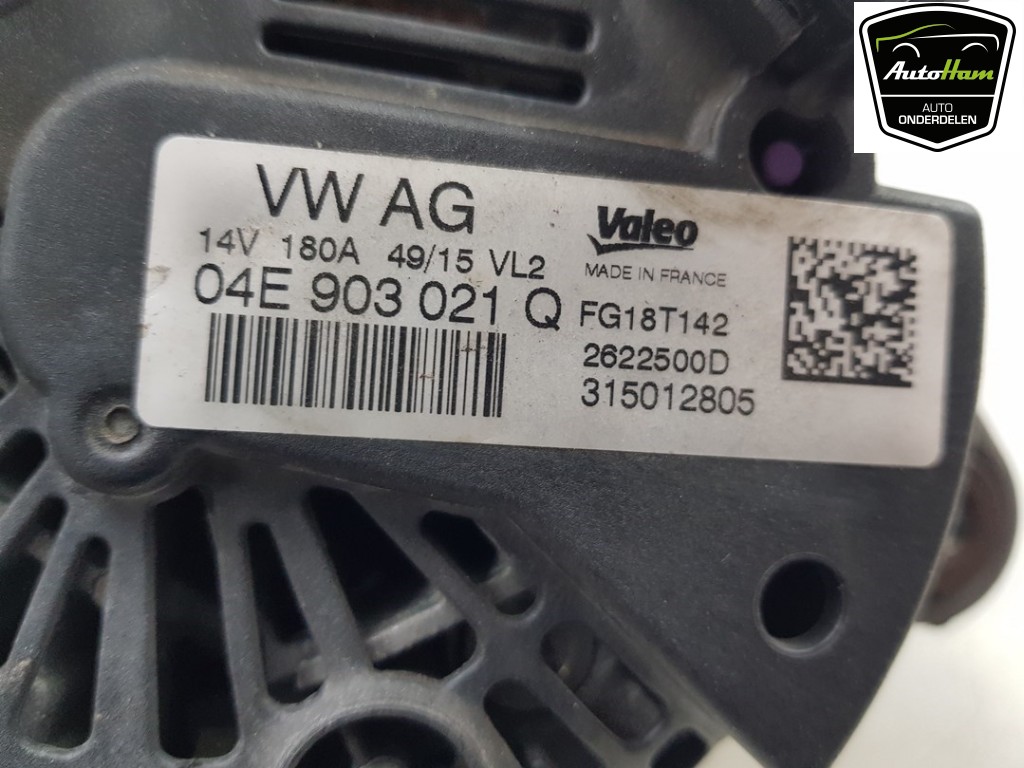 AutoHam
AUTO
ONDERDELEN
VW AG
14V 180A 49/15 VL2
04E 903 021 Q
Valeo
MADE IN FRANCE
FG18T142
2622500D
315012805